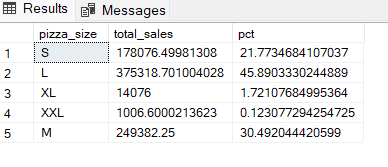 Results Messages
pizza_size total_sales pct
1 S 178076.49981308 21.7734684107037
2 L 375318.701004028 45.8903330244889
3 XL 14076 1.72107684995364
4 XXL 1006.6000213623 0.123077294254725
5 M 249382.25 30.492044420599